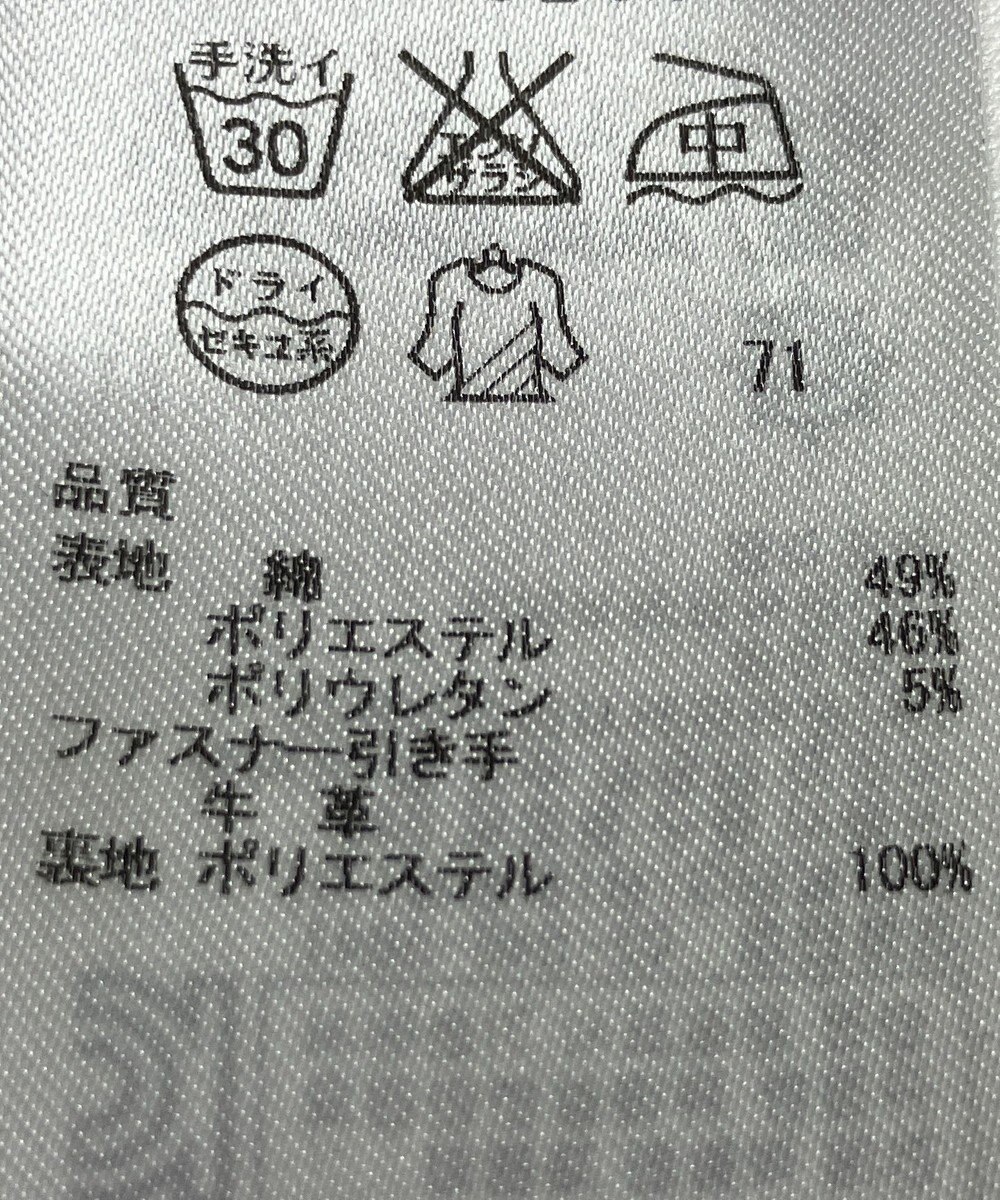 手洗イ
30
エンソ
サラシ
中
ドライ
セキユ系
71
品質
表地 綿 49%
ポリエステル 46%
ポリウレタン 5%
ファスナー引き手
牛 革
裏地 ポリエステル 100%